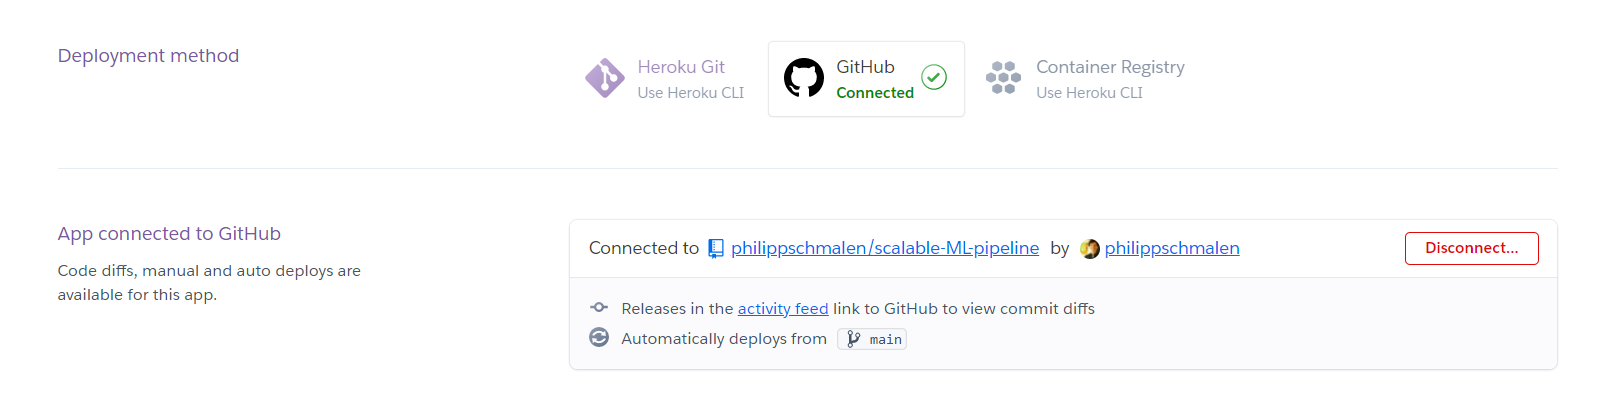 Deployment method
Heroku Git
Use Heroku CLI
GitHub
Connected
Container Registry
Use Heroku CLI
App connected to GitHub
Code diffs, manual and auto deploys are
available for this app.
Connected to philippschmalen/scalable-ML-pipeline by philippschmalen
Disconnect...
Releases in the activity feed link to GitHub to view commit diffs
Automatically deploys from main